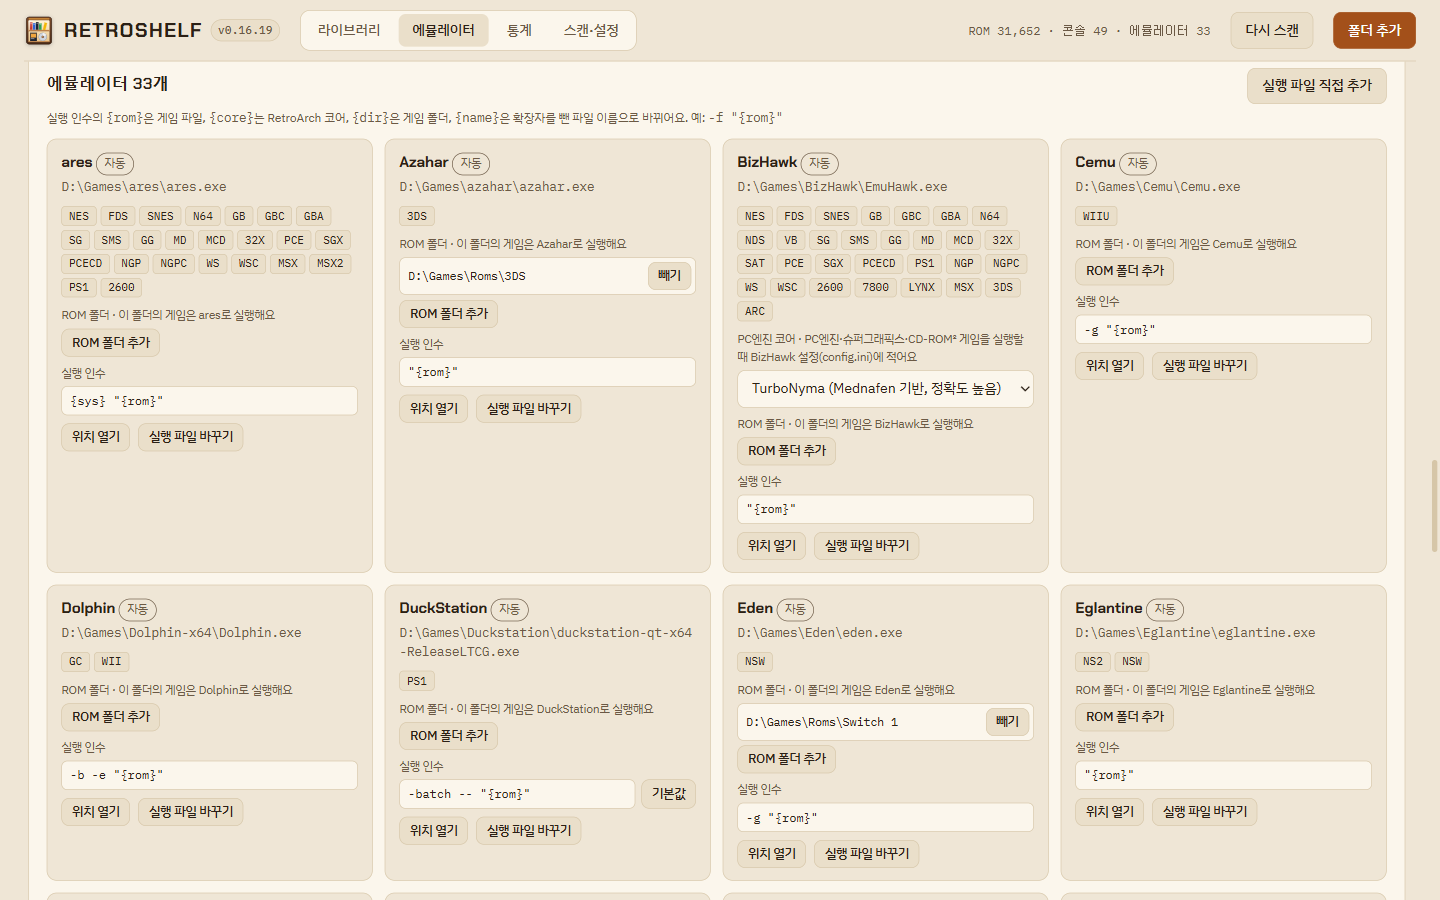 RETROSHELF v0.16.19 라이브러리 에뮬레이터 통계 스캔·설정 ROM 31,652 · 콘솔 49 · 에뮬레이터 33 다시 스캔 폴더 추가
에뮬레이터 33개 실행 파일 직접 추가
실행 인수의 {rom}은 게임 파일, {core}는 RetroArch 코어, {dir}은 게임 폴더, {name}은 확장자를 뺀 파일 이름으로 바뀌어요. 예: -f "{rom}"
ares 자동
D:\Games\ares\ares.exe
NES FDS SNES N64 GB GBC GBA
SG SMS GG MD MCD 32X PCE SGX
PCECD NGP NGPC WS WSC MSX MSX2
PS1 2600
ROM 폴더 · 이 폴더의 게임은 ares로 실행해요
ROM 폴더 추가
실행 인수
{sys} "{rom}"
위치 열기 실행 파일 바꾸기
Azahar 자동
D:\Games\azahar\azahar.exe
3DS
ROM 폴더 · 이 폴더의 게임은 Azahar로 실행해요
D:\Games\Roms\3DS 빼기
ROM 폴더 추가
실행 인수
"{rom}"
위치 열기 실행 파일 바꾸기
BizHawk 자동
D:\Games\BizHawk\EmuHawk.exe
NES FDS SNES GB GBC GBA N64
NDS VB SG SMS GG MD MCD 32X
SAT PCE SGX PCECD PS1 NGP NGPC
WS WSC 2600 7800 LYNX MSX 3DS
ARC
PC엔진 코어 · PC엔진·슈퍼그래픽스·CD-ROM² 게임을 실행할
때 BizHawk 설정(config.ini)에 적어요
TurboNyma (Mednafen 기반, 정확도 높음)
ROM 폴더 · 이 폴더의 게임은 BizHawk로 실행해요
ROM 폴더 추가
실행 인수
"{rom}"
위치 열기 실행 파일 바꾸기
Cemu 자동
D:\Games\Cemu\Cemu.exe
WIIU
ROM 폴더 · 이 폴더의 게임은 Cemu로 실행해요
ROM 폴더 추가
실행 인수
-g "{rom}"
위치 열기 실행 파일 바꾸기
Dolphin 자동
D:\Games\Dolphin-x64\Dolphin.exe
GC WII
ROM 폴더 · 이 폴더의 게임은 Dolphin로 실행해요
ROM 폴더 추가
실행 인수
-b -e "{rom}"
위치 열기 실행 파일 바꾸기
DuckStation 자동
D:\Games\Duckstation\duckstation-qt-x64
-ReleaseLTCG.exe
PS1
ROM 폴더 · 이 폴더의 게임은 DuckStation로 실행해요
ROM 폴더 추가
실행 인수
-batch -- "{rom}" 기본값
위치 열기 실행 파일 바꾸기
Eden 자동
D:\Games\Eden\eden.exe
NSW
ROM 폴더 · 이 폴더의 게임은 Eden로 실행해요
D:\Games\Roms\Switch 1 빼기
ROM 폴더 추가
실행 인수
-g "{rom}"
위치 열기 실행 파일 바꾸기
Eglantine 자동
D:\Games\Eglantine\eglantine.exe
NS2 NSW
ROM 폴더 · 이 폴더의 게임은 Eglantine로 실행해요
ROM 폴더 추가
실행 인수
"{rom}"
위치 열기 실행 파일 바꾸기